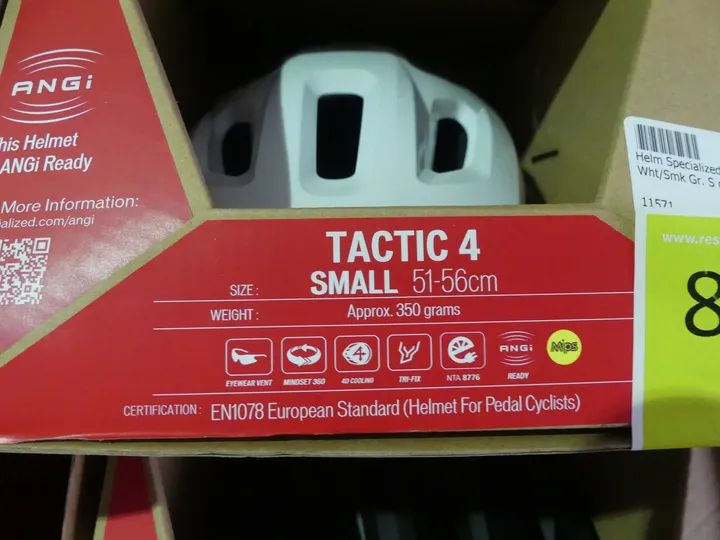 ANGi
his Helmet
ANGi Ready
More Information:
ialized.com/angi
TACTIC 4
SIZE : SMALL 51-56cm
WEIGHT : Approx. 350 grams
4
ANGi
Mips
EYEWEAR VENT MINDSET 360 4D COOLING TRI-FIX NTA 8776 READY
CERTIFICATION : EN1078 European Standard (Helmet For Pedal Cyclists)
Helm Specialized
Wht/Smk Gr. S
11571
www.res
8